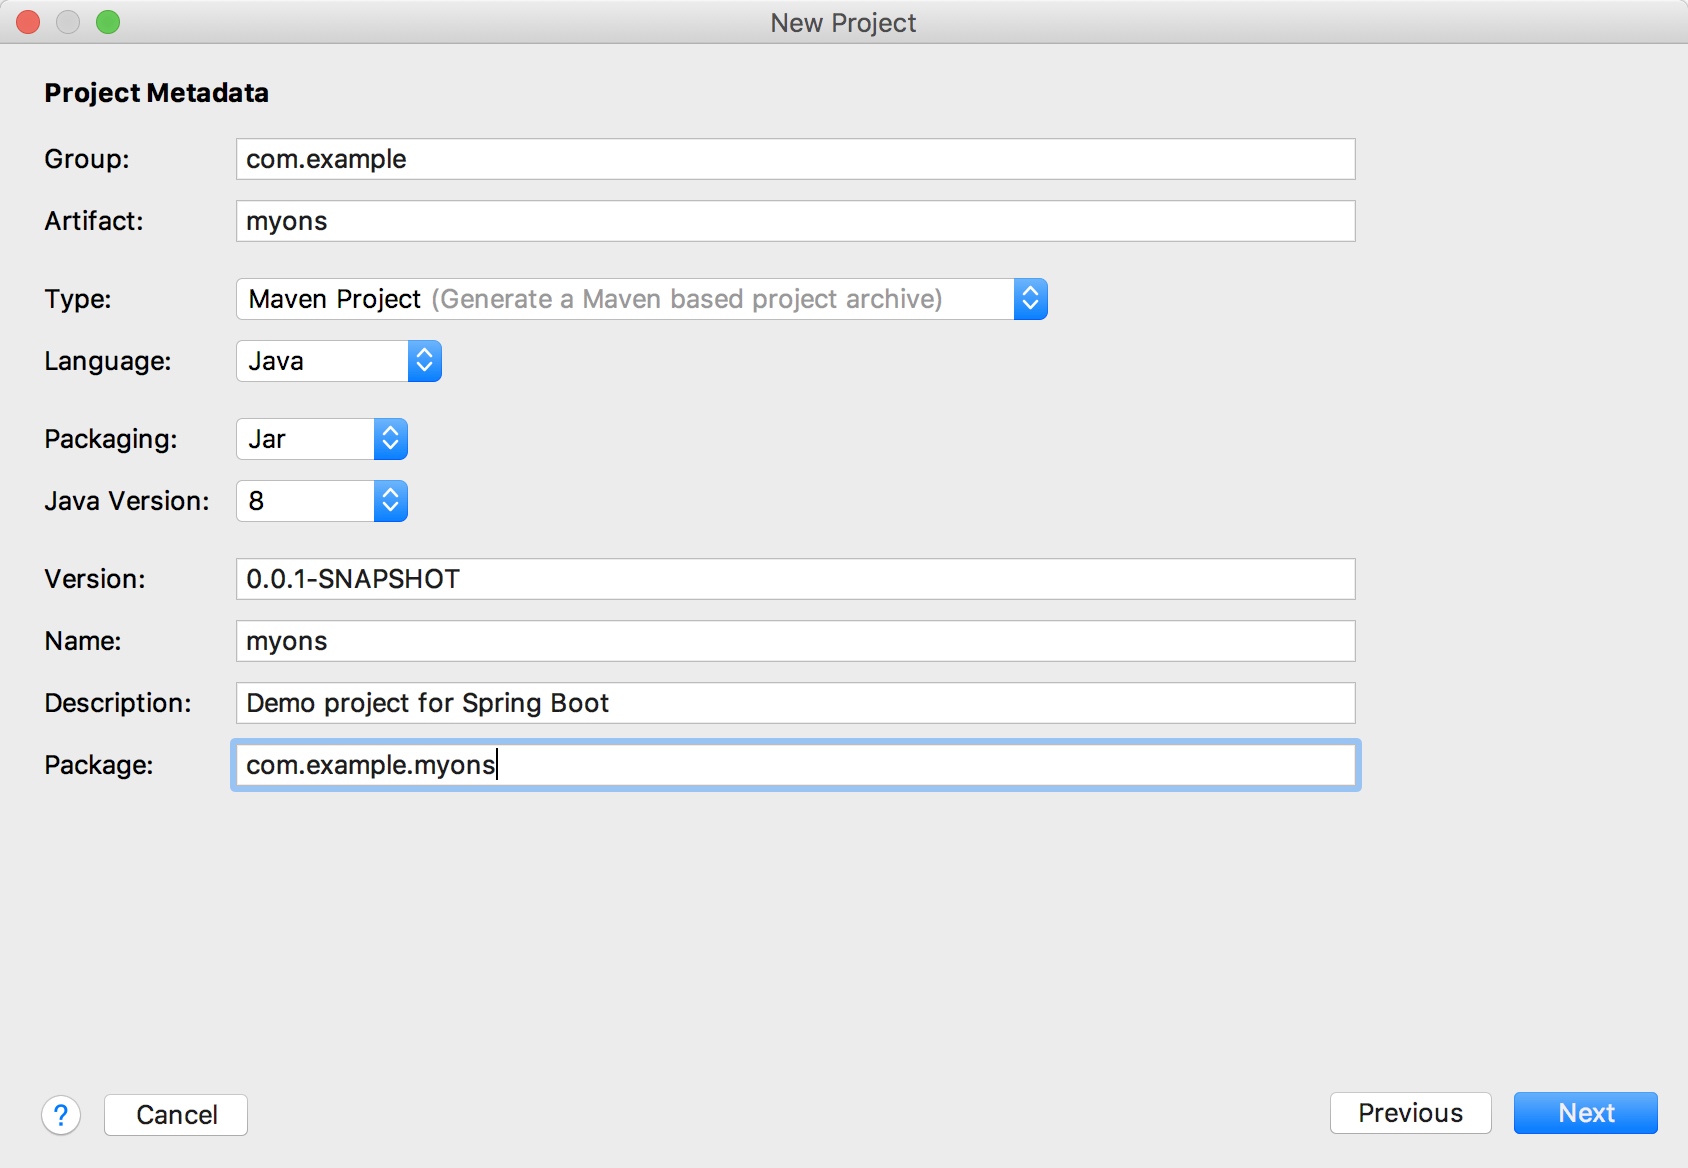 New Project
Project Metadata
Group: com.example
Artifact: myons
Type: Maven Project (Generate a Maven based project archive)
Language: Java
Packaging: Jar
Java Version: 8
Version: 0.0.1-SNAPSHOT
Name: myons
Description: Demo project for Spring Boot
Package: com.example.myons
? Cancel Previous Next